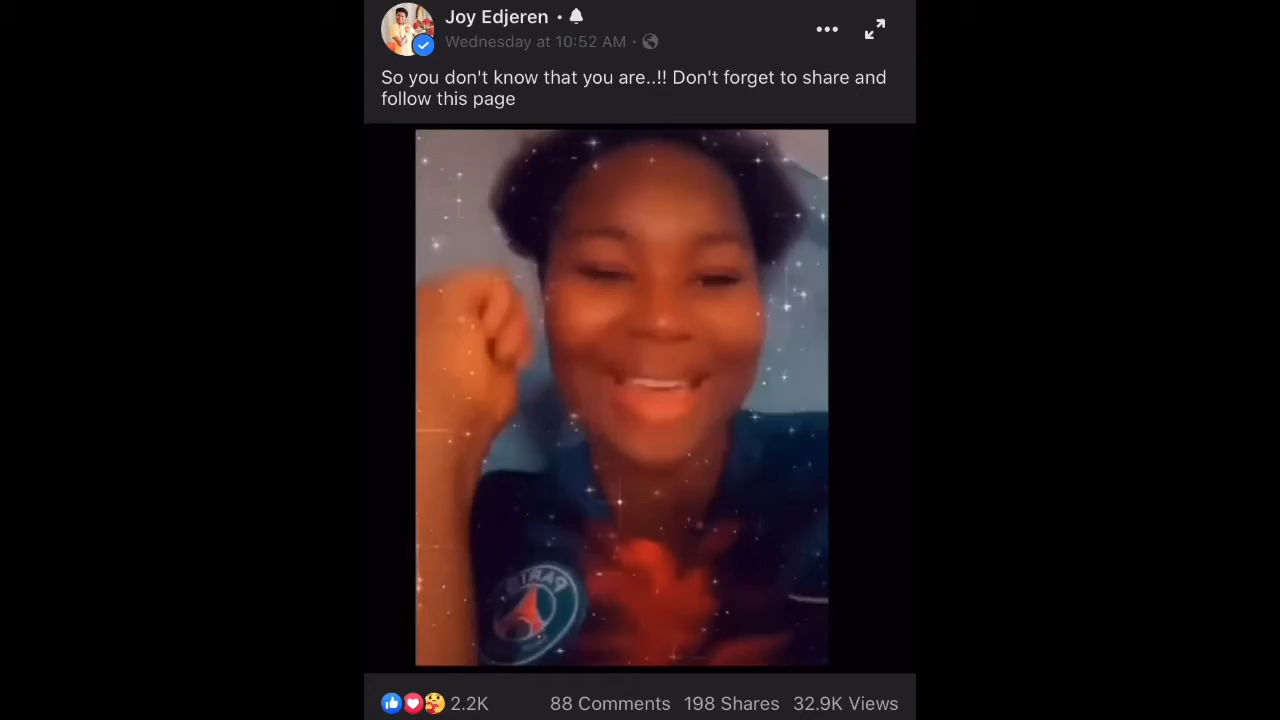 Joy Edjeren ·
Wednesday at 10:52 AM ·
So you don't know that you are..!! Don't forget to share and
follow this page
PARIS
2.2K 88 Comments 198 Shares 32.9K Views